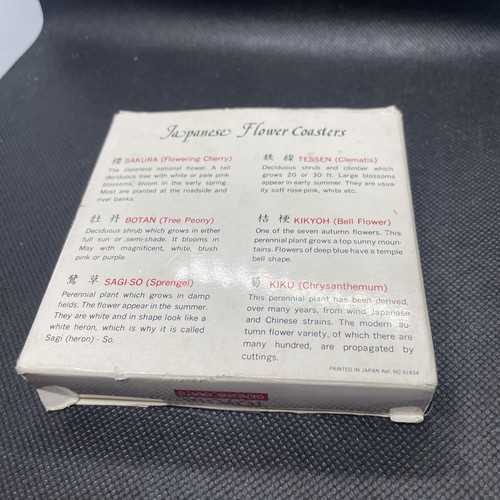 Japanese Flower Coasters
櫻 SAKURA (Flowering Cherry)
The Japanese national flower. A tall
deciduous tree with white or pale pink
blossoms, bloom in the early spring.
Most are planted at the roadside and
river banks.
鉄 線 TESSEN (Clematis)
Deciduous shrub and climber which
grows 20 or 30 ft. Large blossoms
appear in early summer. They are usua-
lly soft rose-pink, white etc.
牡 丹 BOTAN (Tree Peony)
Deciduous shrub which grows in either
full sun or semi-shade. It blooms in
May with magnificent, white, blush
pink or purple.
桔 梗 KIKYOH (Bell Flower)
One of the seven autumn flowers. This
perennial plant grows a top sunny moun-
tains. Flowers of deep blue have a temple
bell shape.
鷺 草 SAGI-SO (Sprengel)
Perennial plant which grows in damp
fields. The flower appear in the summer.
They are white and in shape look like a
white heron, which is why it is called
Sagi (heron) - So.
菊 KIKU (Chrysanthemum)
This perennial plant has been derived,
over many years, from wind Japanese
and Chinese strains. The modern au-
tumn flower variety, of which there are
many hundred, are propagated by
cuttings.
PRINTED IN JAPAN Ref. NO 91834